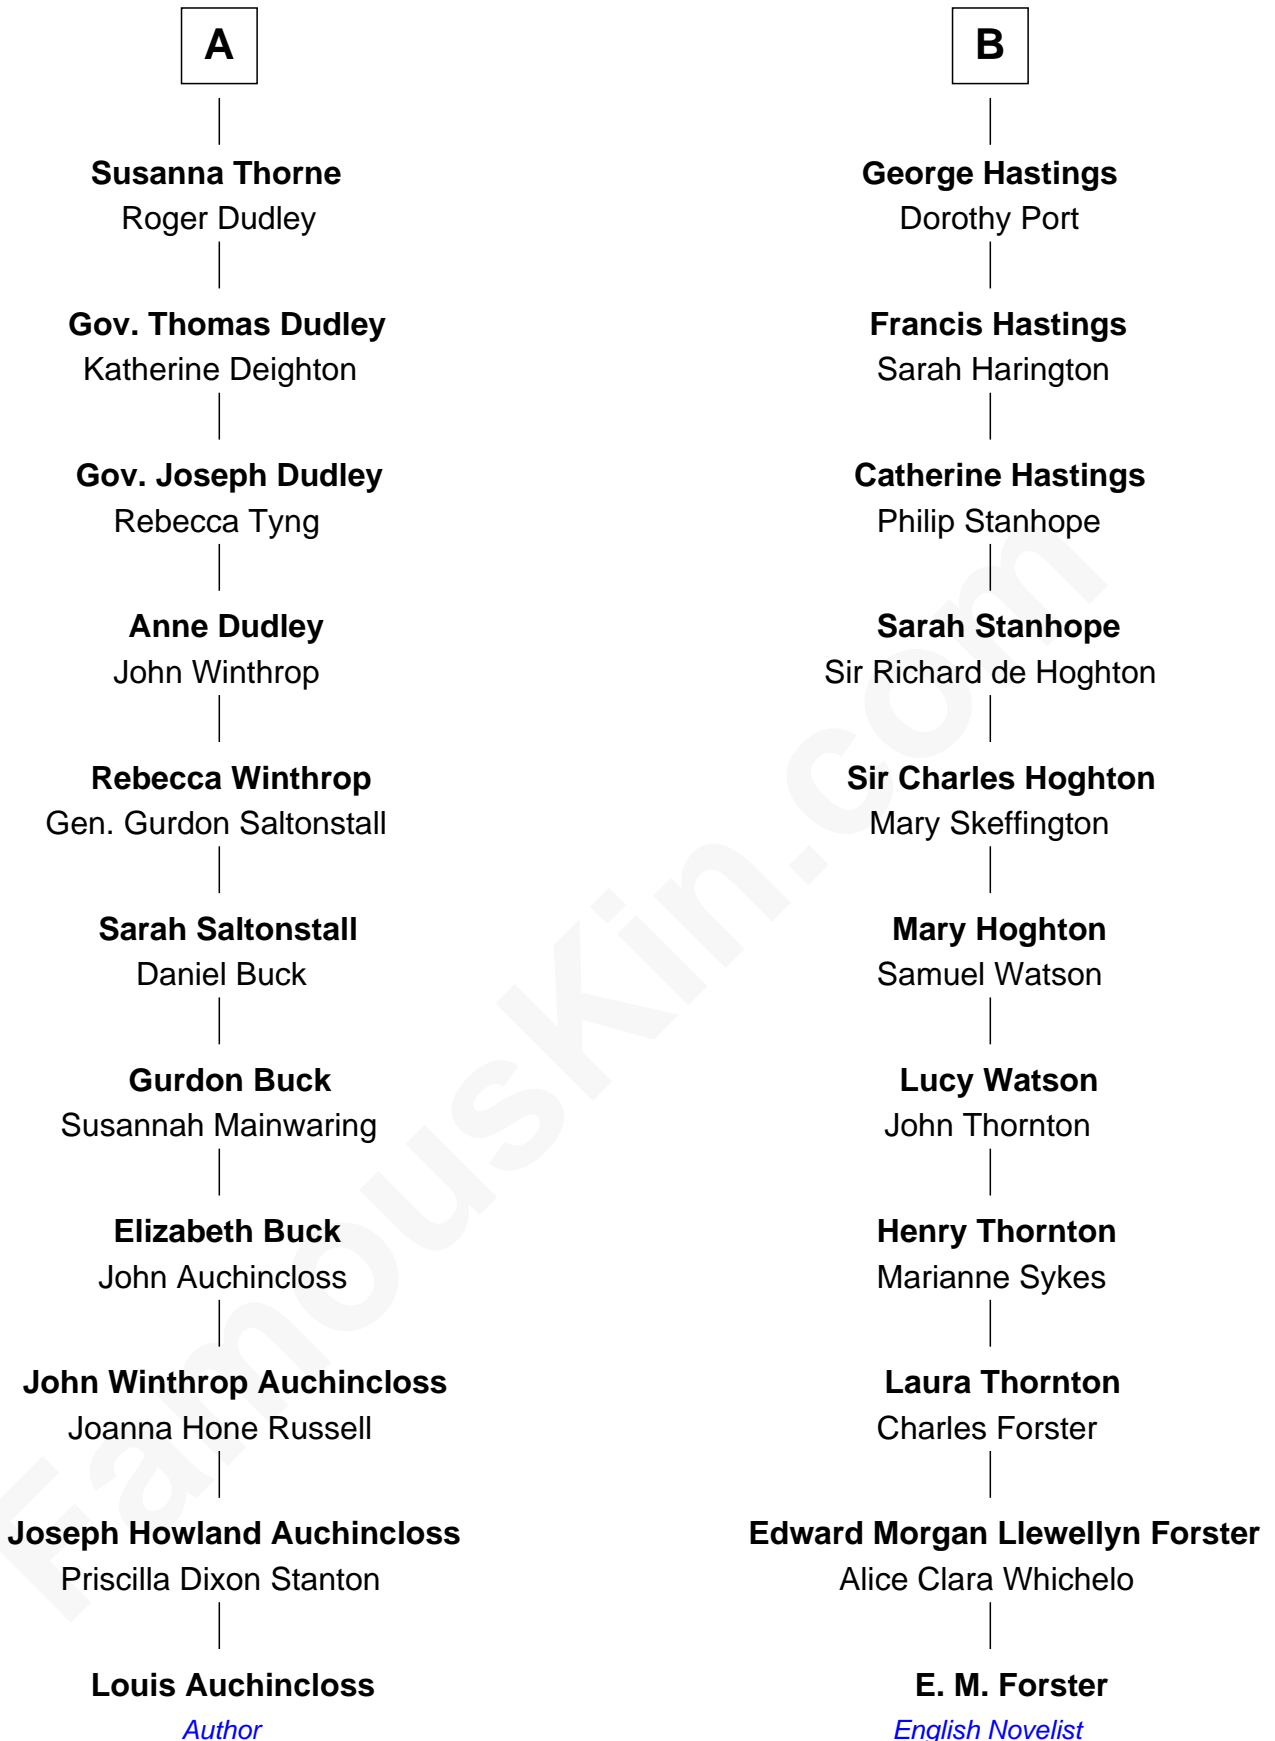 A
Susanna Thorne
Roger Dudley
Gov. Thomas Dudley
Katherine Deighton
Gov. Joseph Dudley
Rebecca Tyng
Anne Dudley
John Winthrop
Rebecca Winthrop
Gen. Gurdon Saltonstall
Sarah Saltonstall
Daniel Buck
Gurdon Buck
Susannah Mainwaring
Elizabeth Buck
John Auchincloss
John Winthrop Auchincloss
Joanna Hone Russell
Joseph Howland Auchincloss
Priscilla Dixon Stanton
Louis Auchincloss
Author
B
George Hastings
Dorothy Port
Francis Hastings
Sarah Harington
Catherine Hastings
Philip Stanhope
Sarah Stanhope
Sir Richard de Hoghton
Sir Charles Hoghton
Mary Skeffington
Mary Hoghton
Samuel Watson
Lucy Watson
John Thornton
Henry Thornton
Marianne Sykes
Laura Thornton
Charles Forster
Edward Morgan Llewellyn Forster
Alice Clara Whichelo
E. M. Forster
English Novelist
FamousKin.com